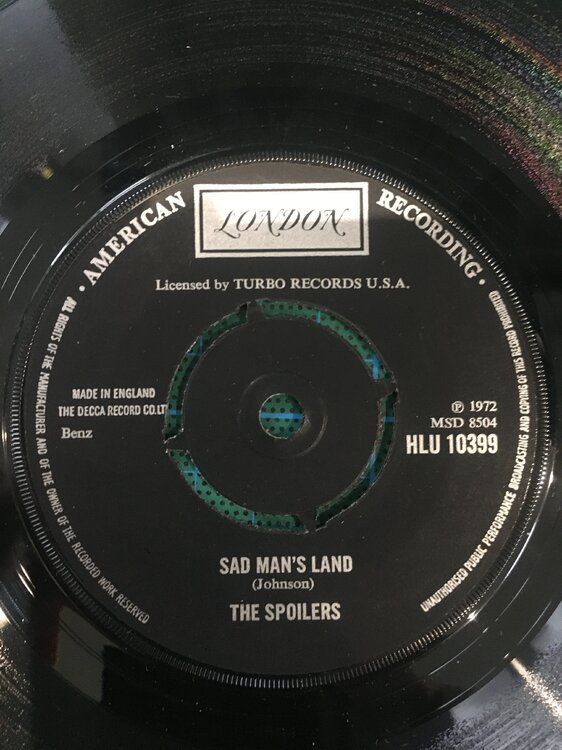 LONDON
· AMERICAN RECORDING ·
Licensed by TURBO RECORDS U.S.A.
MADE IN ENGLAND
THE DECCA RECORD CO.LT
Benz
℗ 1972
MSD 8504
HLU 10399
SAD MAN'S LAND
(Johnson)
THE SPOILERS
ALL RIGHTS OF THE MANUFACTURER AND OF THE OWNER OF THE RECORDED WORK RESERVED
UNAUTHORISED PUBLIC PERFORMANCE BROADCASTING AND COPYING OF THIS RECORD PROHIBITED